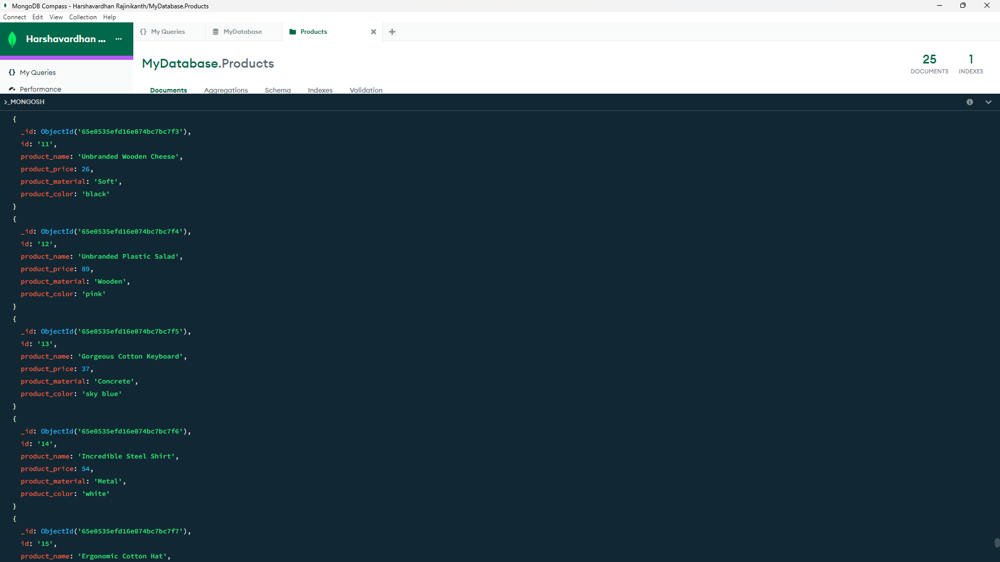 MongoDB Compass - Harshavardhan Rajinikanth/MyDatabase.Products
Connect Edit View Collection Help
Harshavardhan ... ···
{} My Queries
MyDatabase
Products
{} My Queries
Performance
MyDatabase.Products
25
DOCUMENTS
1
INDEXES
Documents Aggregations Schema Indexes Validation
>_MONGOSH
{
_id: ObjectId('65e0535efd16e074bc7bc7f3'),
id: '11',
product_name: 'Unbranded Wooden Cheese',
product_price: 26,
product_material: 'Soft',
product_color: 'black'
}
{
_id: ObjectId('65e0535efd16e074bc7bc7f4'),
id: '12',
product_name: 'Unbranded Plastic Salad',
product_price: 89,
product_material: 'Wooden',
product_color: 'pink'
}
{
_id: ObjectId('65e0535efd16e074bc7bc7f5'),
id: '13',
product_name: 'Gorgeous Cotton Keyboard',
product_price: 37,
product_material: 'Concrete',
product_color: 'sky blue'
}
{
_id: ObjectId('65e0535efd16e074bc7bc7f6'),
id: '14',
product_name: 'Incredible Steel Shirt',
product_price: 54,
product_material: 'Metal',
product_color: 'white'
}
{
_id: ObjectId('65e0535efd16e074bc7bc7f7'),
id: '15',
product_name: 'Ergonomic Cotton Hat',